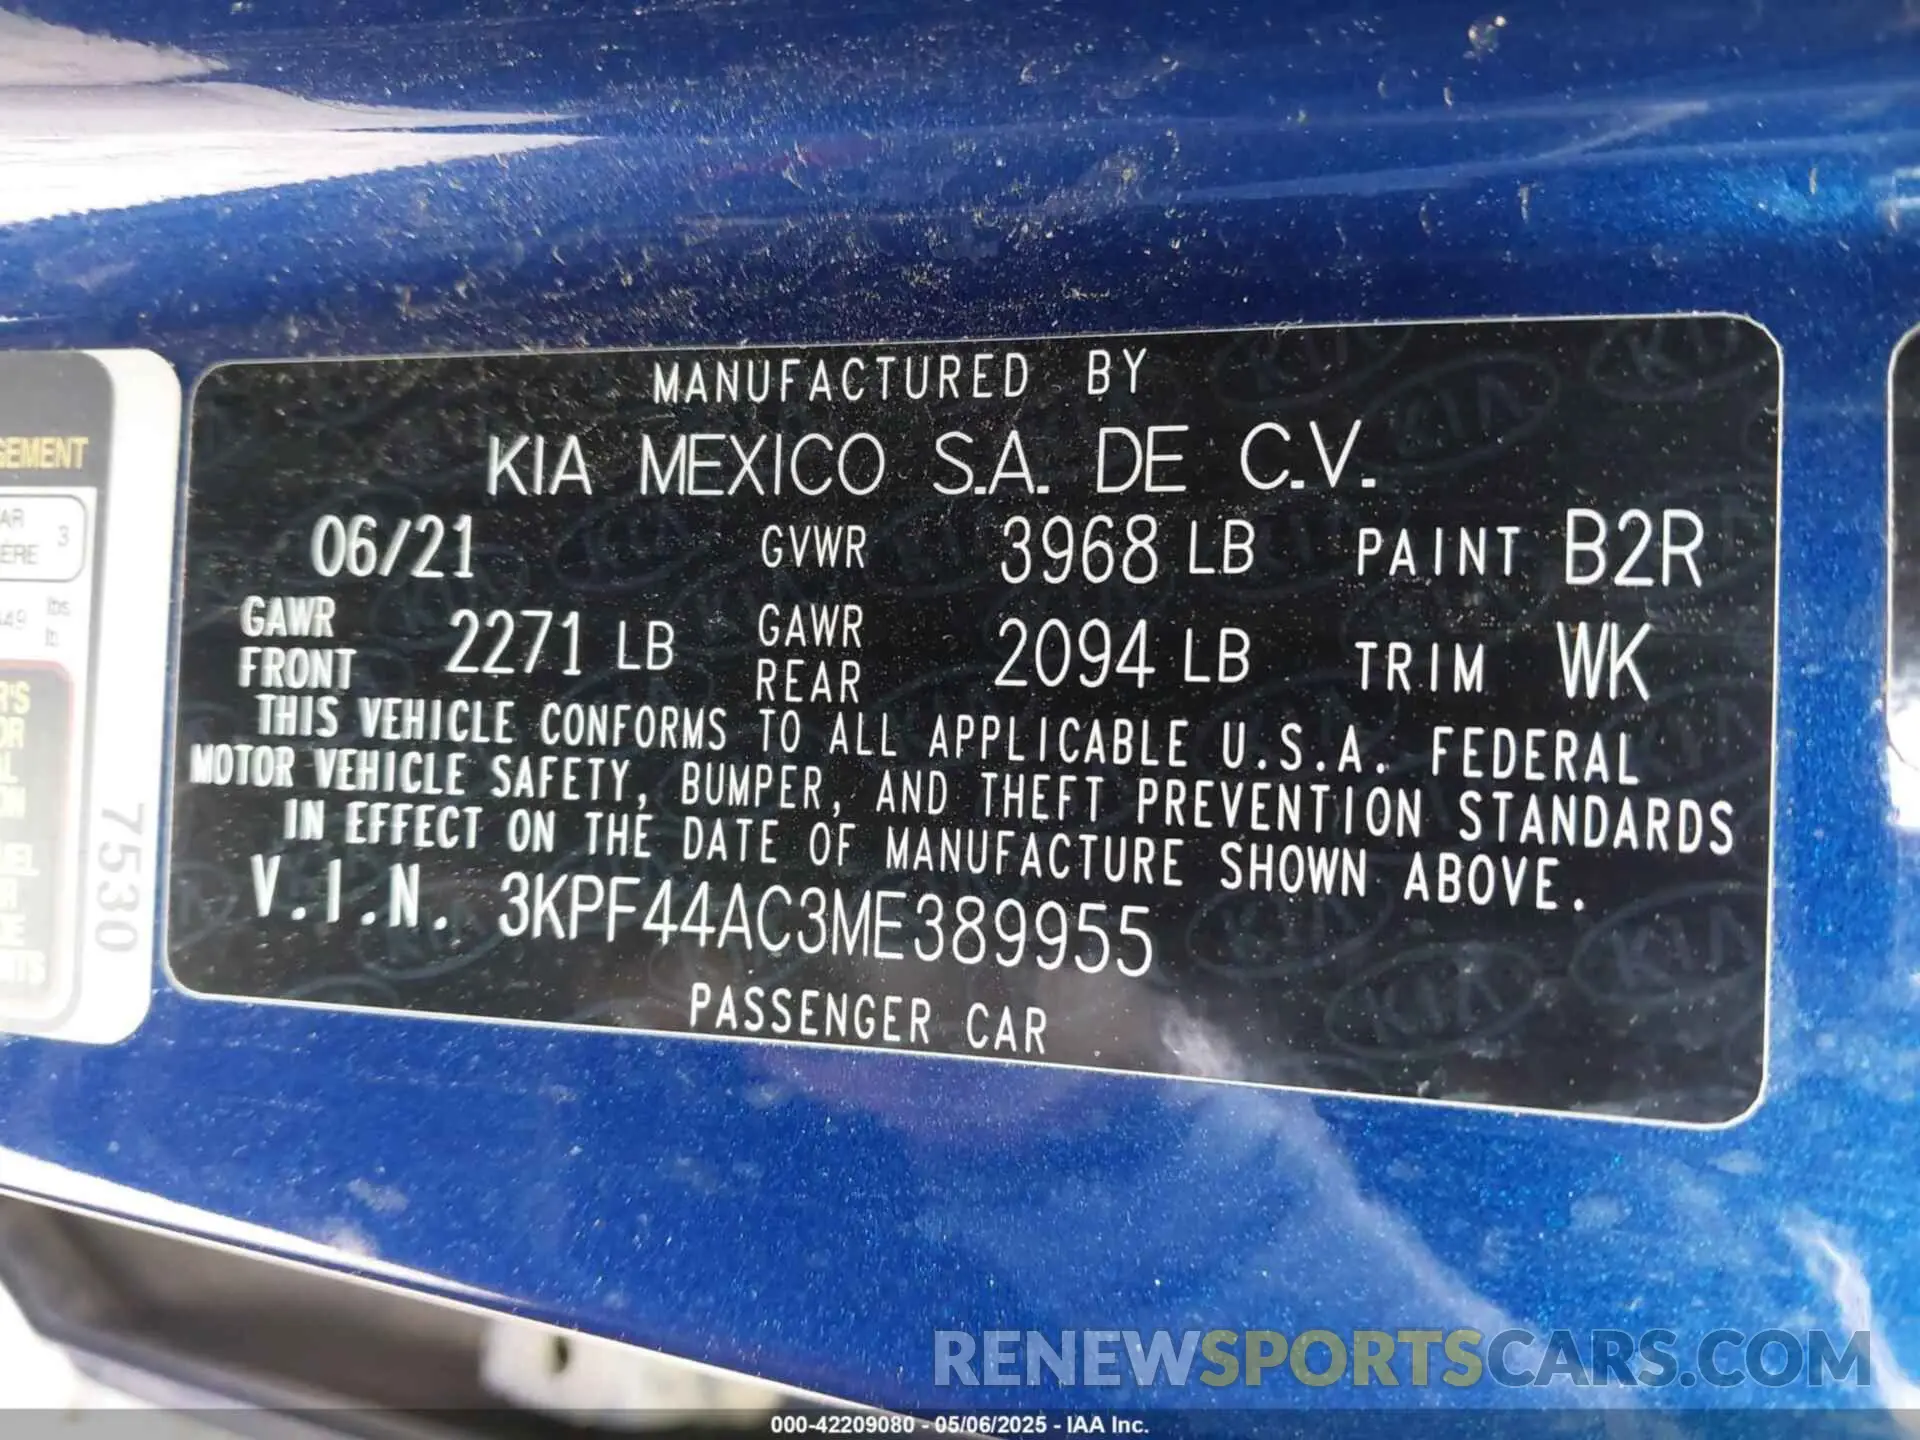 MANUFACTURED BY
KIA MEXICO S.A. DE C.V.
06/21 GVWR 3968 LB PAINT B2R
GAWR FRONT 2271 LB GAWR REAR 2094 LB TRIM WK
THIS VEHICLE CONFORMS TO ALL APPLICABLE U.S.A. FEDERAL
MOTOR VEHICLE SAFETY, BUMPER, AND THEFT PREVENTION STANDARDS
IN EFFECT ON THE DATE OF MANUFACTURE SHOWN ABOVE.
V.I.N. 3KPF44AC3ME389955
PASSENGER CAR
3
lbs
lb
7530
RENEWSPORTSCARS.COM
000-42209080 - 05/06/2025 - IAA Inc.